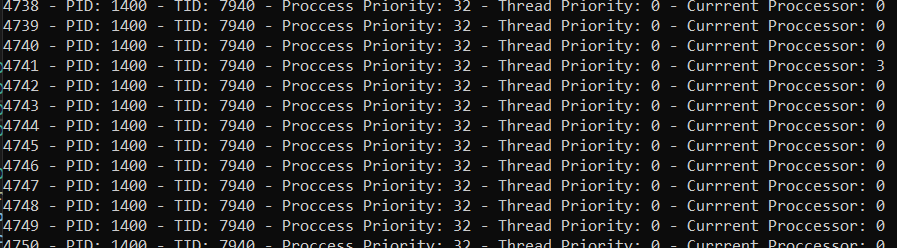 4738 - PID: 1400 - TID: 7940 - Proccess Priority: 32 - Thread Priority: 0 - Currrent Proccessor: 0
4739 - PID: 1400 - TID: 7940 - Proccess Priority: 32 - Thread Priority: 0 - Currrent Proccessor: 0
4740 - PID: 1400 - TID: 7940 - Proccess Priority: 32 - Thread Priority: 0 - Currrent Proccessor: 0
4741 - PID: 1400 - TID: 7940 - Proccess Priority: 32 - Thread Priority: 0 - Currrent Proccessor: 3
4742 - PID: 1400 - TID: 7940 - Proccess Priority: 32 - Thread Priority: 0 - Currrent Proccessor: 0
4743 - PID: 1400 - TID: 7940 - Proccess Priority: 32 - Thread Priority: 0 - Currrent Proccessor: 0
4744 - PID: 1400 - TID: 7940 - Proccess Priority: 32 - Thread Priority: 0 - Currrent Proccessor: 0
4745 - PID: 1400 - TID: 7940 - Proccess Priority: 32 - Thread Priority: 0 - Currrent Proccessor: 0
4746 - PID: 1400 - TID: 7940 - Proccess Priority: 32 - Thread Priority: 0 - Currrent Proccessor: 0
4747 - PID: 1400 - TID: 7940 - Proccess Priority: 32 - Thread Priority: 0 - Currrent Proccessor: 0
4748 - PID: 1400 - TID: 7940 - Proccess Priority: 32 - Thread Priority: 0 - Currrent Proccessor: 0
4749 - PID: 1400 - TID: 7940 - Proccess Priority: 32 - Thread Priority: 0 - Currrent Proccessor: 0
4750 - PID: 1400 - TID: 7940 - Proccess Priority: 32 - Thread Priority: 0 - Currrent Proccessor: 0